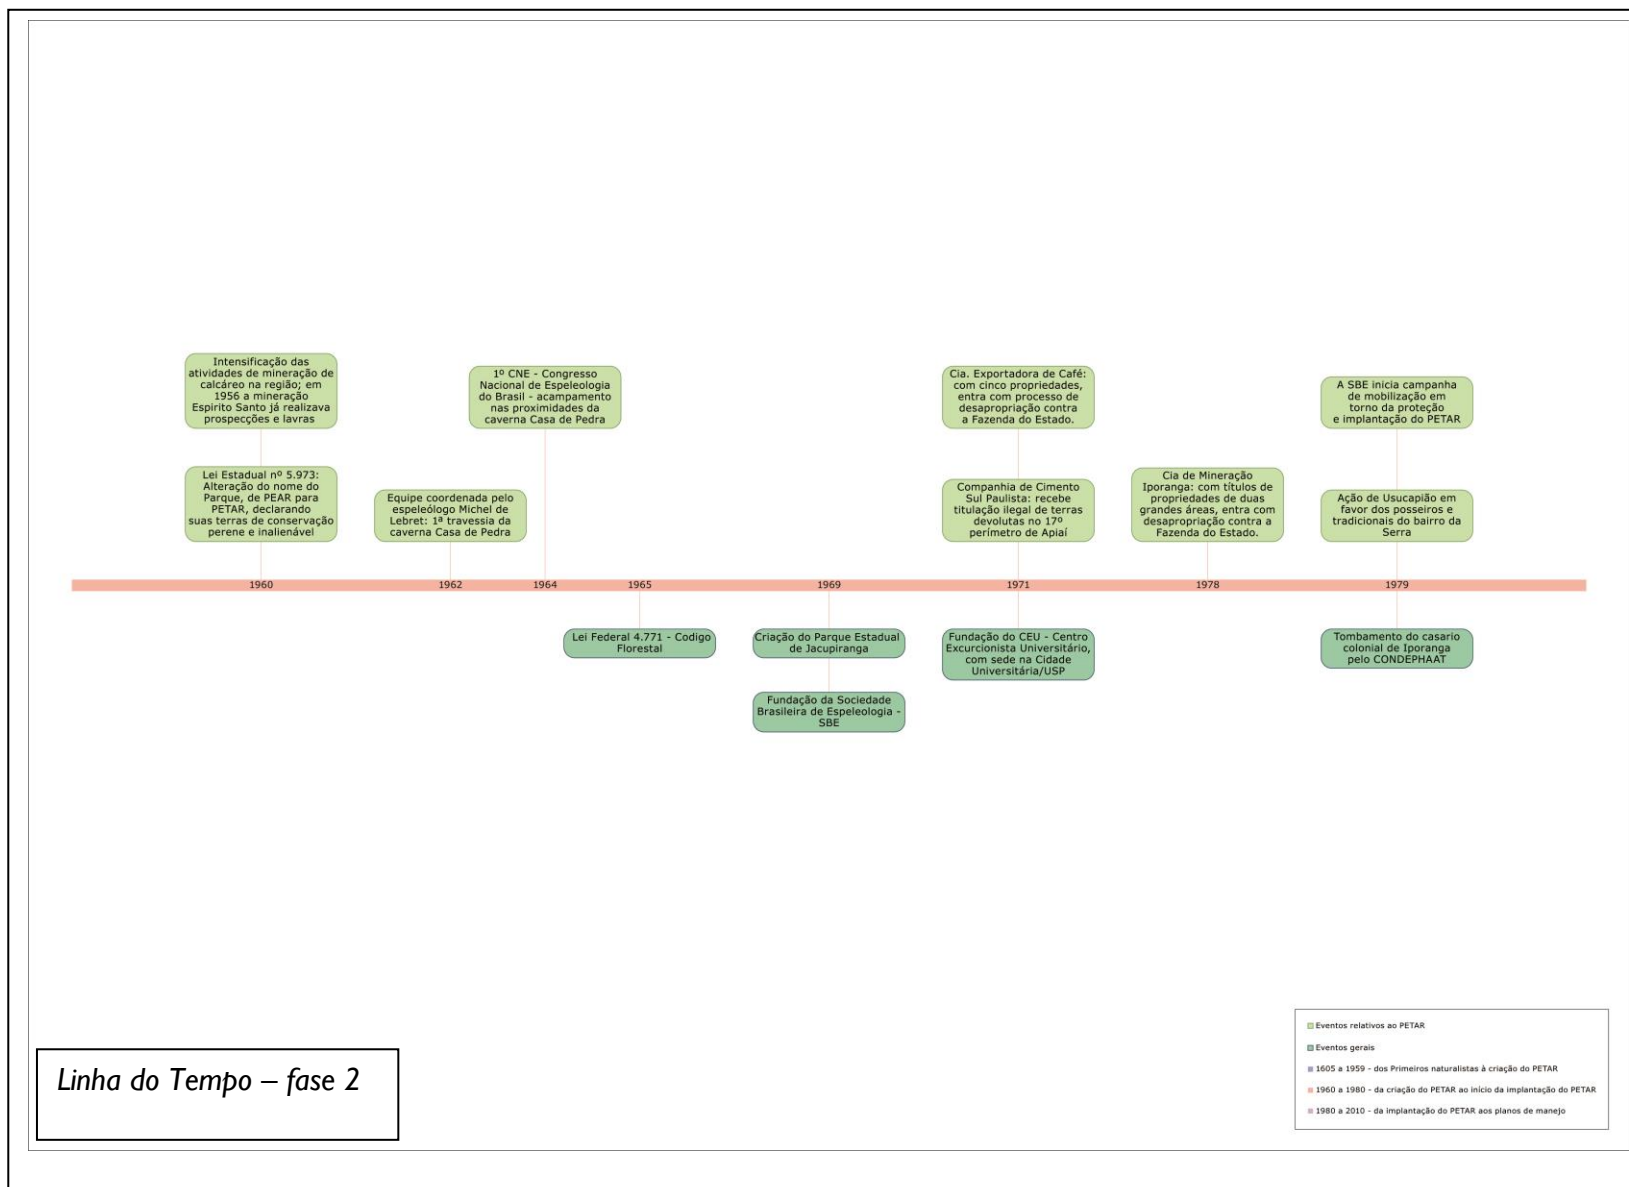 Intensificação das
atividades de mineração de
calcáreo na região; em
1956 a mineração
Espirito Santo já realizava
prospecções e lavras
Lei Estadual nº 5.973:
Alteração do nome do
Parque, de PEAR para
PETAR, declarando
suas terras de conservação
perene e inalienável
Equipe coordenada pelo
espeleólogo Michel de
Lebret: 1ª travessia da
caverna Casa de Pedra
1º CNE - Congresso
Nacional de Espeleologia
do Brasil - acampamento
nas proximidades da
caverna Casa de Pedra
Cia. Exportadora de Café:
com cinco propriedades,
entra com processo de
desapropriação contra
a Fazenda do Estado.
Companhia de Cimento
Sul Paulista: recebe
titulação ilegal de terras
devolutas no 17º
perímetro de Apiaí
Cia de Mineração
Iporanga: com títulos de
propriedades de duas
grandes áreas, entra com
desapropriação contra a
Fazenda do Estado.
A SBE inicia campanha
de mobilização em
torno da proteção
e implantação do PETAR
Ação de Usucapião em
favor dos posseiros e
tradicionais do bairro da
Serra
1960
1962
1964
1965
1969
1971
1978
1979
Lei Federal 4.771 - Codigo
Florestal
Criação do Parque Estadual
de Jacupiranga
Fundação da Sociedade
Brasileira de Espeleologia -
SBE
Fundação do CEU - Centro
Excursionista Universitário,
com sede na Cidade
Universitária/USP
Tombamento do casario
colonial de Iporanga
pelo CONDEPHAAT
Eventos relativos ao PETAR
Eventos gerais
1605 a 1959 - dos Primeiros naturalistas à criação do PETAR
1960 a 1980 - da criação do PETAR ao início da implantação do PETAR
1980 a 2010 - da implantação do PETAR aos planos de manejo
Linha do Tempo – fase 2